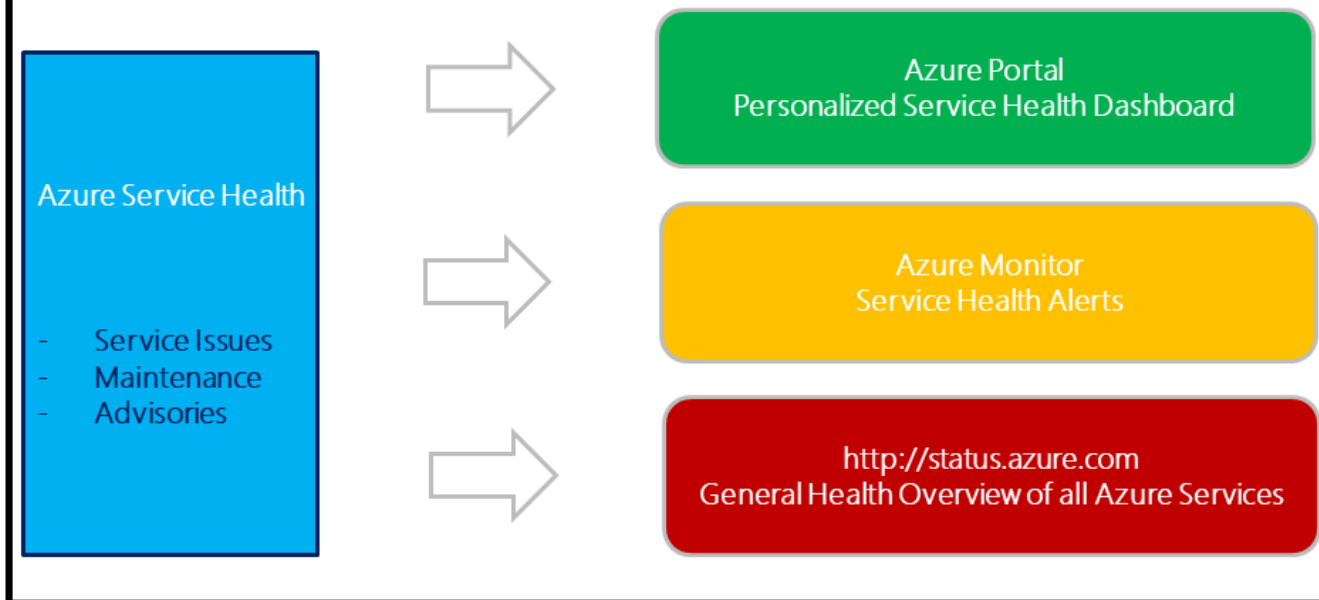 Azure Service Health
- Service Issues
- Maintenance
- Advisories
Azure Portal
Personalized Service Health Dashboard
Azure Monitor
Service Health Alerts
http://status.azure.com
General Health Overview of all Azure Services